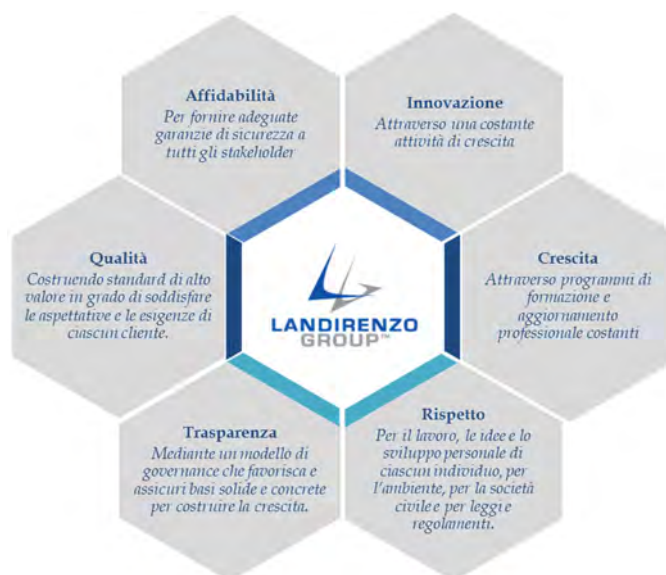 Affidabilità
Per fornire adeguate
garanzie di sicurezza a
tutti gli stakeholder
Innovazione
Attraverso una costante
attività di crescita
Qualità
Costruendo standard di alto
valore in grado di soddisfare
le aspettative e le esigenze di
ciascun cliente.
LANDIRENZO
GROUP™
Crescita
Attraverso programmi di
formazione e
aggiornamento
professionale costanti
Trasparenza
Mediante un modello di
governance che favorisca e
assicuri basi solide e concrete
per costruire la crescita.
Rispetto
Per il lavoro, le idee e lo
sviluppo personale di
ciascun individuo, per
l'ambiente, per la società
civile e per leggi e
regolamenti.